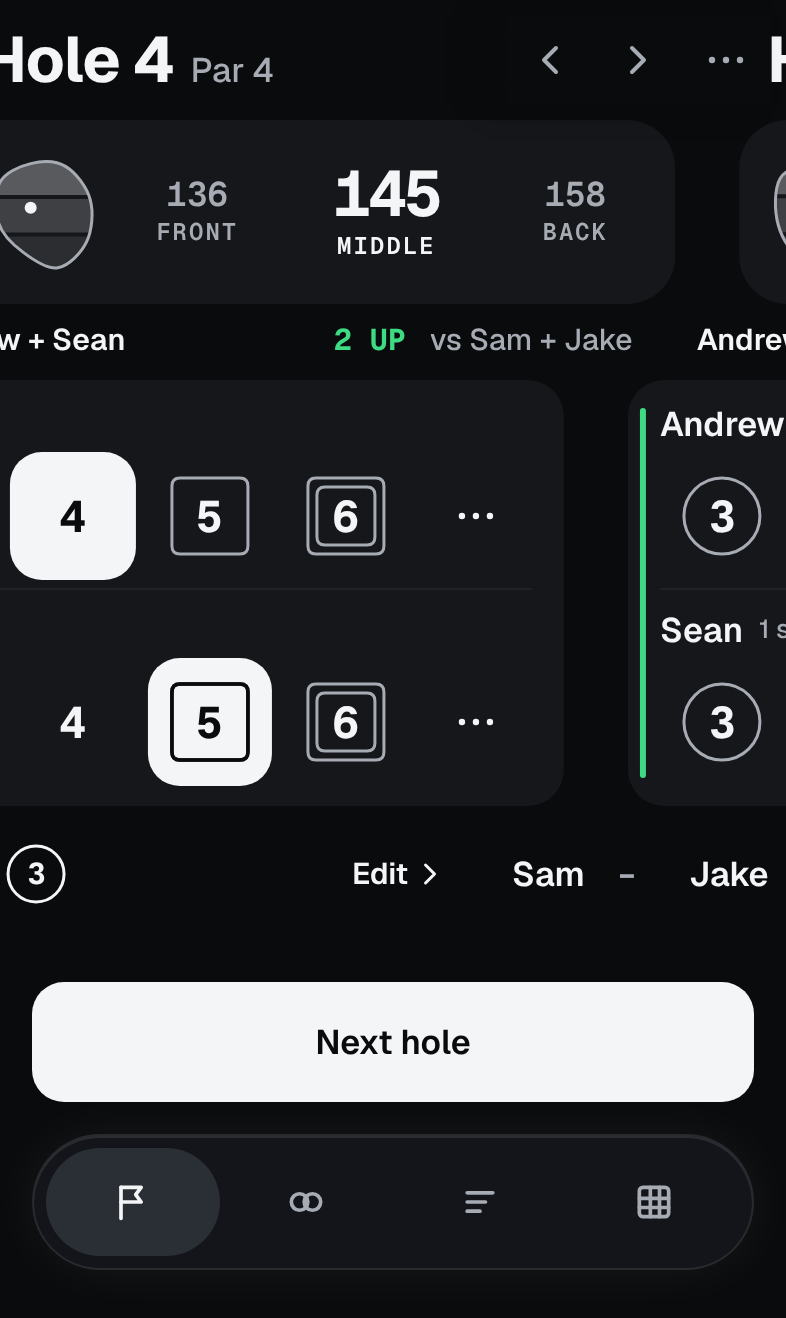 Hole 4 Par 4
136 145 158
FRONT MIDDLE BACK
+ Sean 2 UP vs Sam + Jake
Andrew
4 5 6 ... 3
Sean 1
4 5 6 ... 3
3 Edit Sam – Jake
Next hole